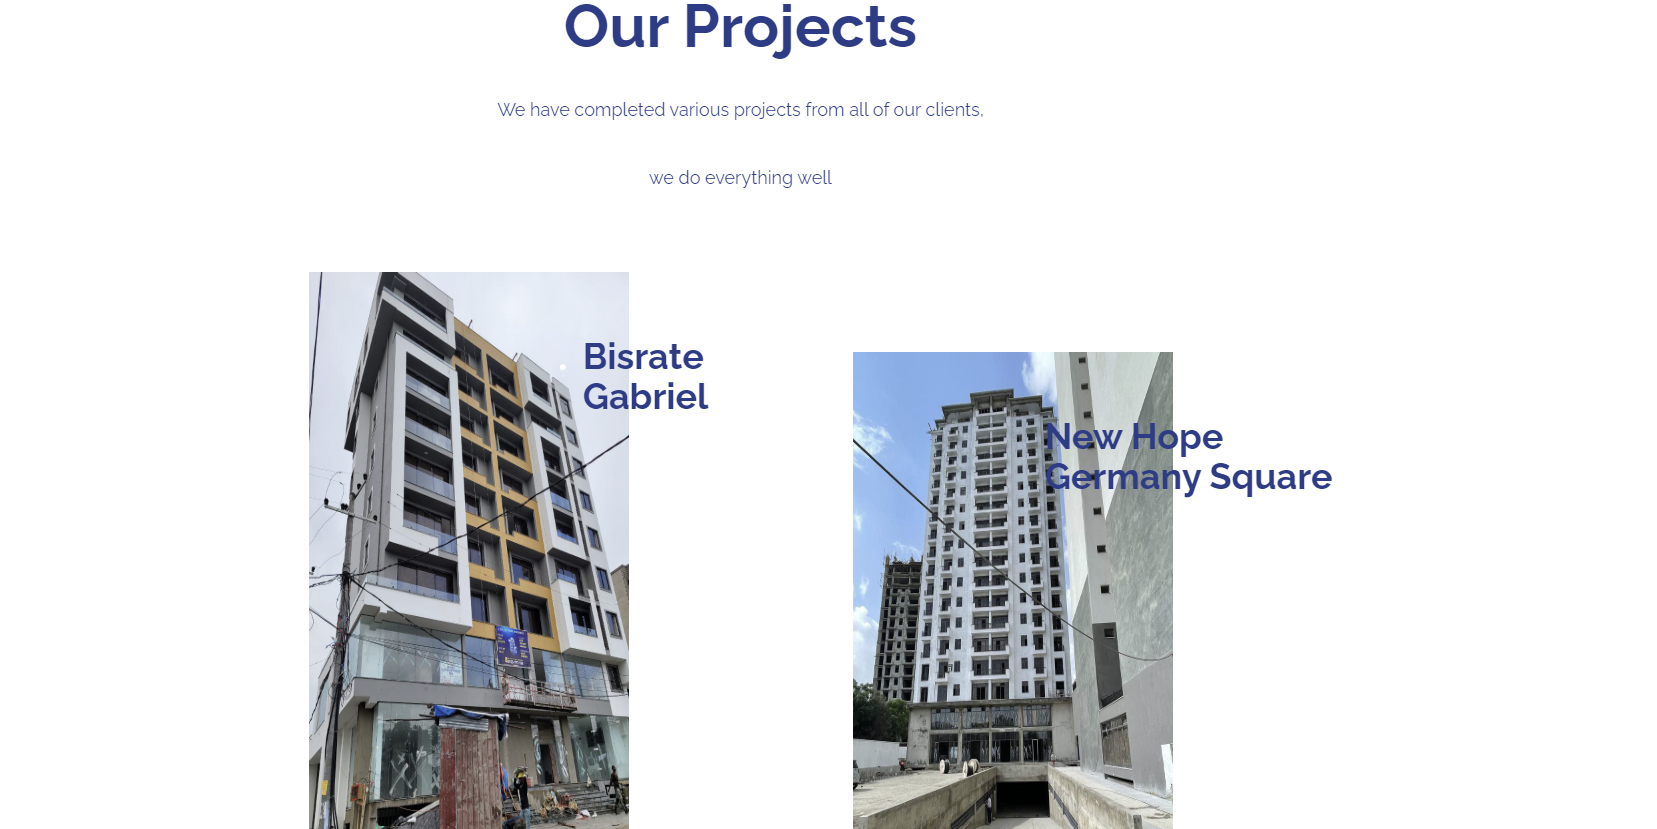 Our Projects
We have completed various projects from all of our clients,
we do everything well
Bisrate
Gabriel
New Hope
Germany Square